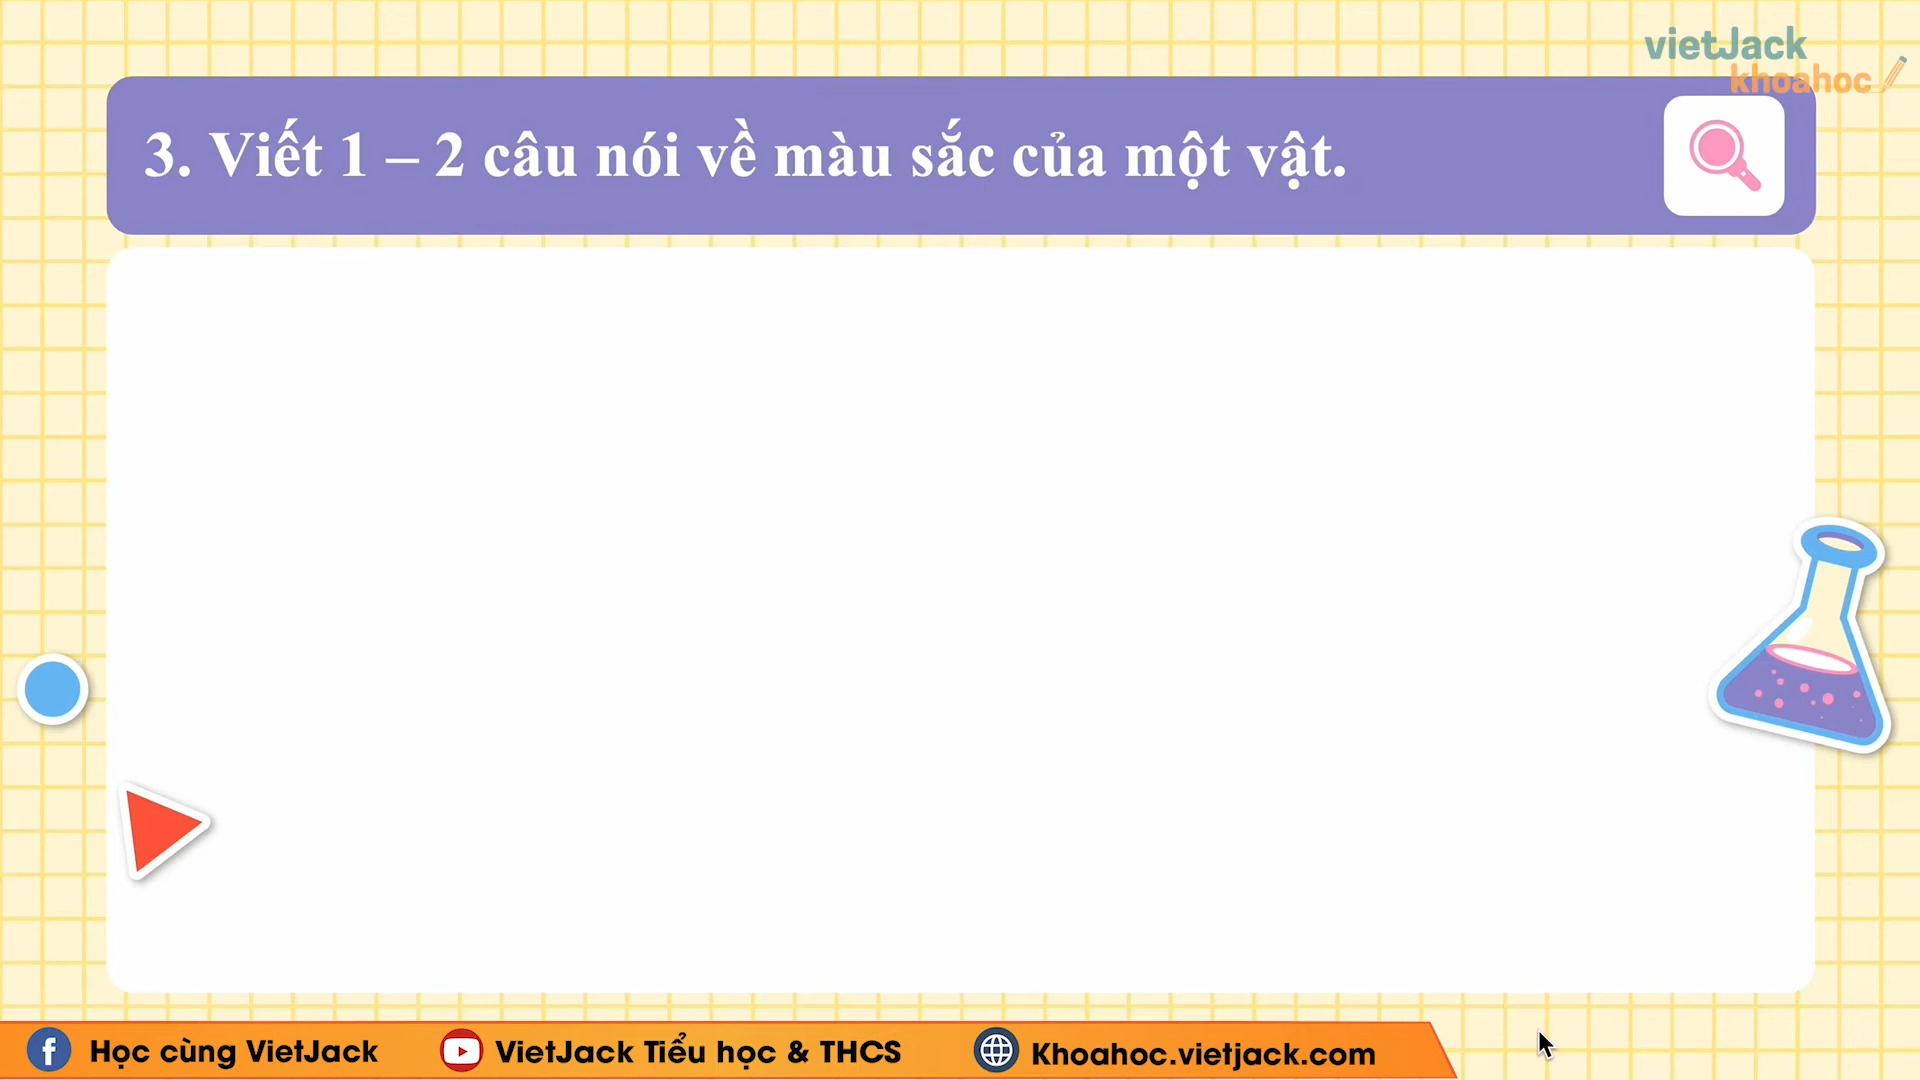 vietJack
khoahoc
3. Viết 1 – 2 câu nói về màu sắc của một vật.
Học cùng VietJack
VietJack Tiểu học & THCS
Khoahoc.vietjack.com